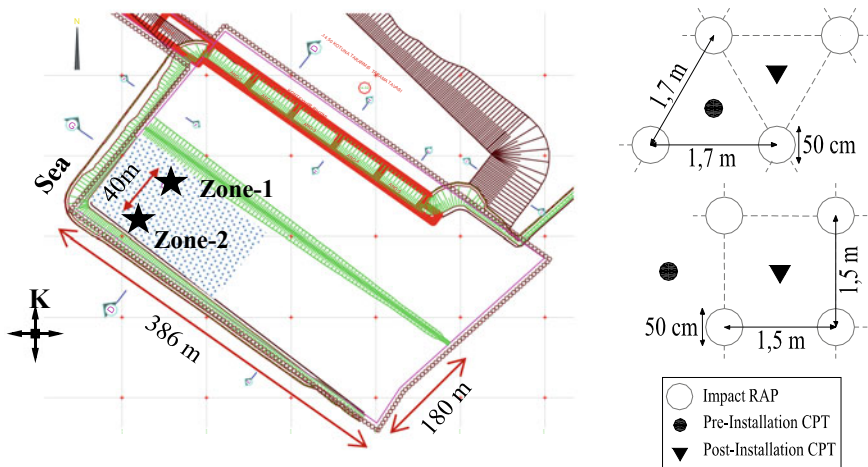 N
Sea
40m
Zone-1
Zone-2
K
386 m
180 m
1,7 m
1,7 m
50 cm
1,5 m
50 cm
1,5 m
Impact RAP
Pre-Installation CPT
Post-Installation CPT